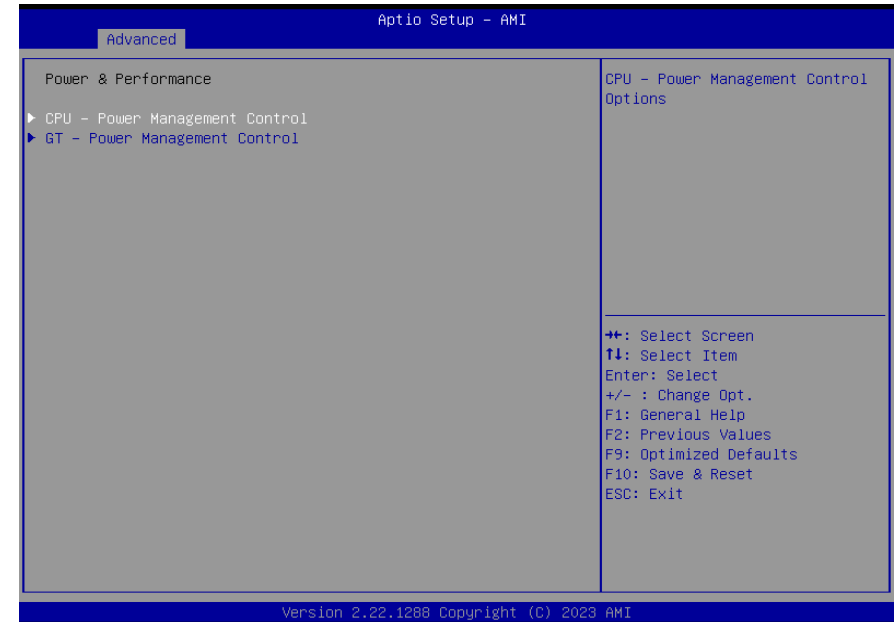 Aptio Setup – AMI
Advanced
Power & Performance
▶ CPU – Power Management Control
▶ GT – Power Management Control
CPU – Power Management Control
Options
→←: Select Screen
↑↓: Select Item
Enter: Select
+/- : Change Opt.
F1: General Help
F2: Previous Values
F9: Optimized Defaults
F10: Save & Reset
ESC: Exit
Version 2.22.1288 Copyright (C) 2023 AMI